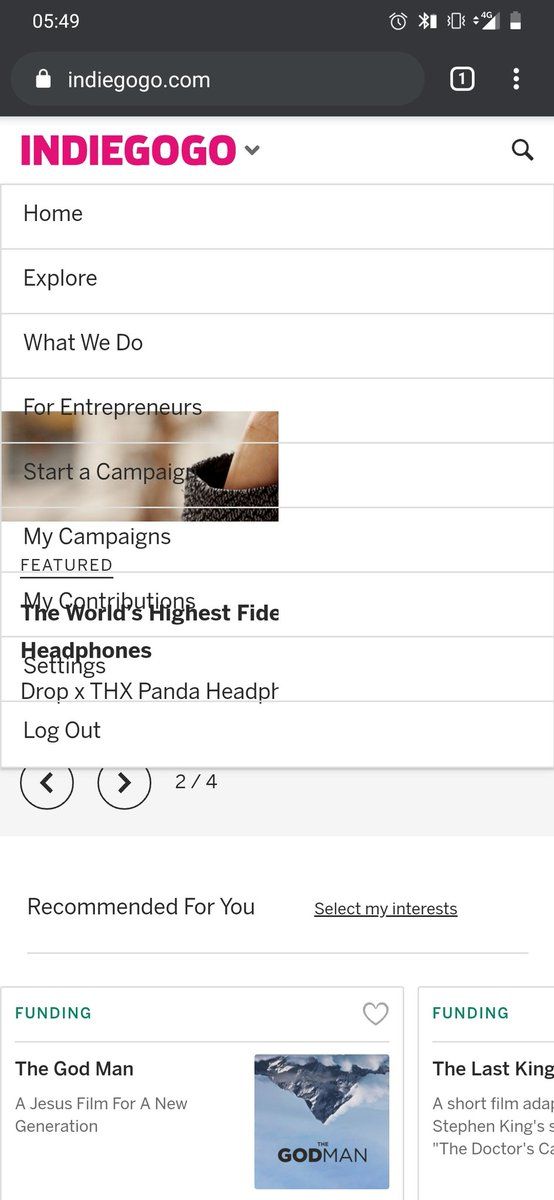 05:49
4G
indiegogo.com
1
INDIEGOGO
Home
Explore
What We Do
For Entrepreneurs
Start a Campaign
My Campaigns
FEATURED
My Contributions
The World's Highest Fide
Headphones
Settings
Drop x THX Panda Headph
Log Out
2 / 4
Recommended For You
Select my interests
FUNDING
The God Man
A Jesus Film For A New
Generation
THE
GODMAN
FUNDING
The Last King
A short film adap
Stephen King's s
"The Doctor's Ca